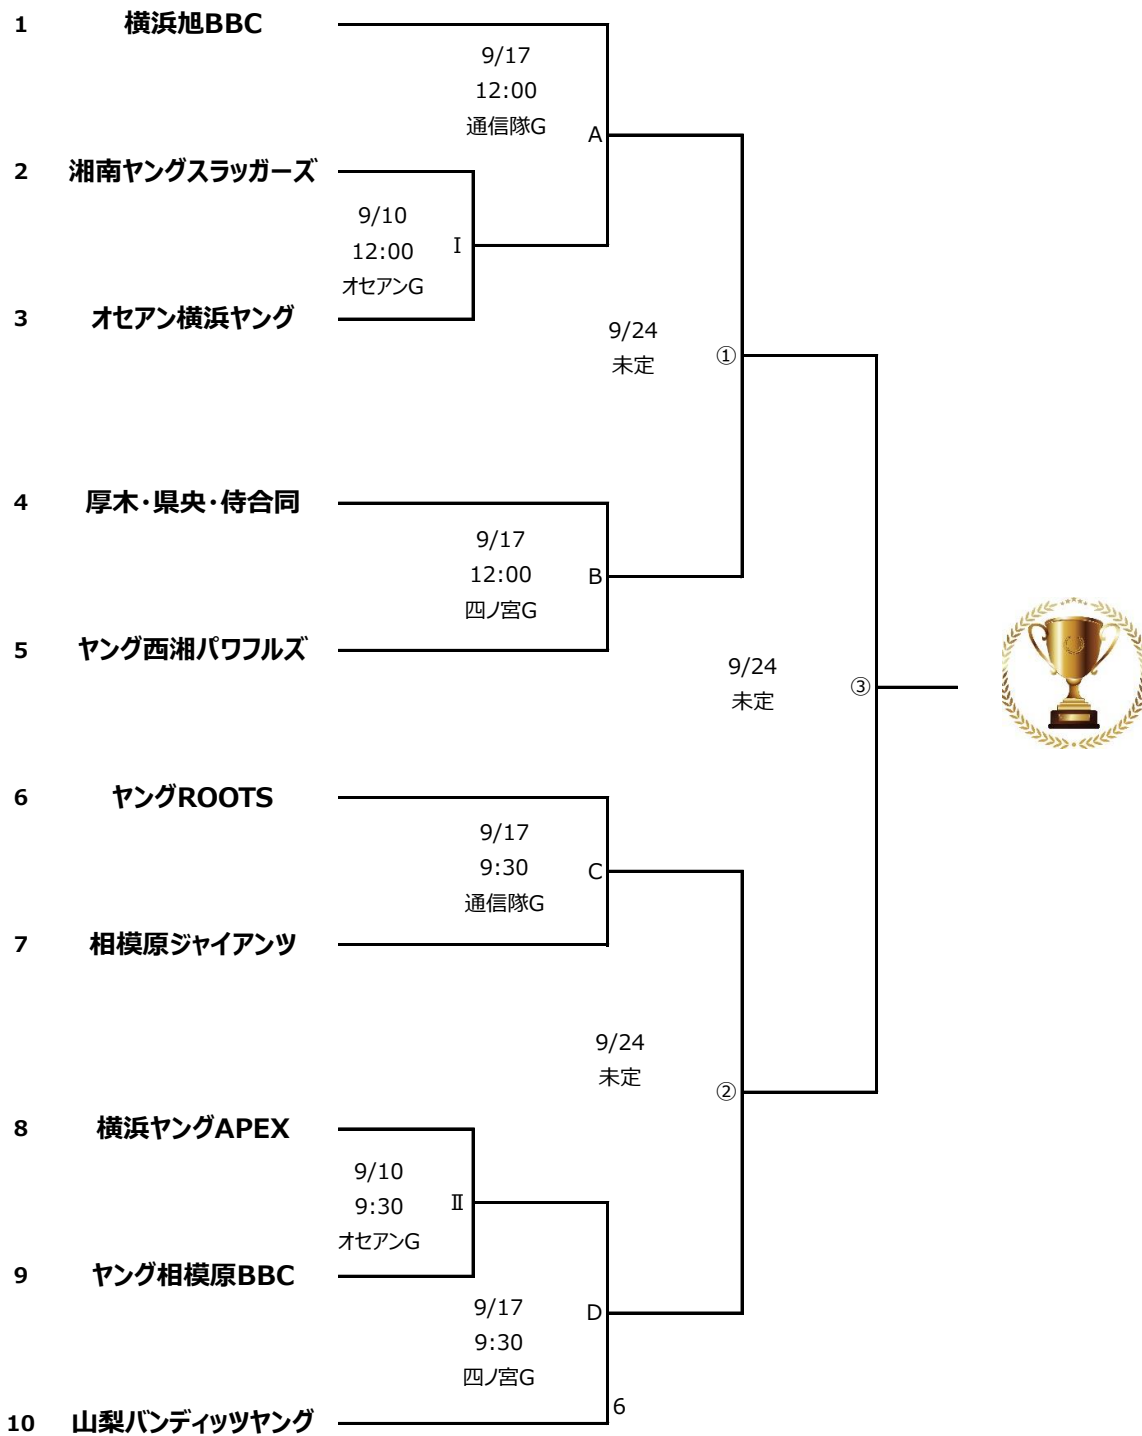 1 横浜旭BBC
9/17
12:00
通信隊G
A
2 湘南ヤングスラッガーズ
9/10
12:00
オセアンG
I
3 オセアン横浜ヤング
9/24
未定
①
4 厚木・県央・侍合同
9/17
12:00
四ノ宮G
B
5 ヤング西湘パワフルズ
9/24
未定
③
6 ヤングROOTS
9/17
9:30
通信隊G
C
7 相模原ジャイアンツ
9/24
未定
②
8 横浜ヤングAPEX
9/10
9:30
オセアンG
Ⅱ
9 ヤング相模原BBC
9/17
9:30
四ノ宮G
D
6
10 山梨バンディッツヤング